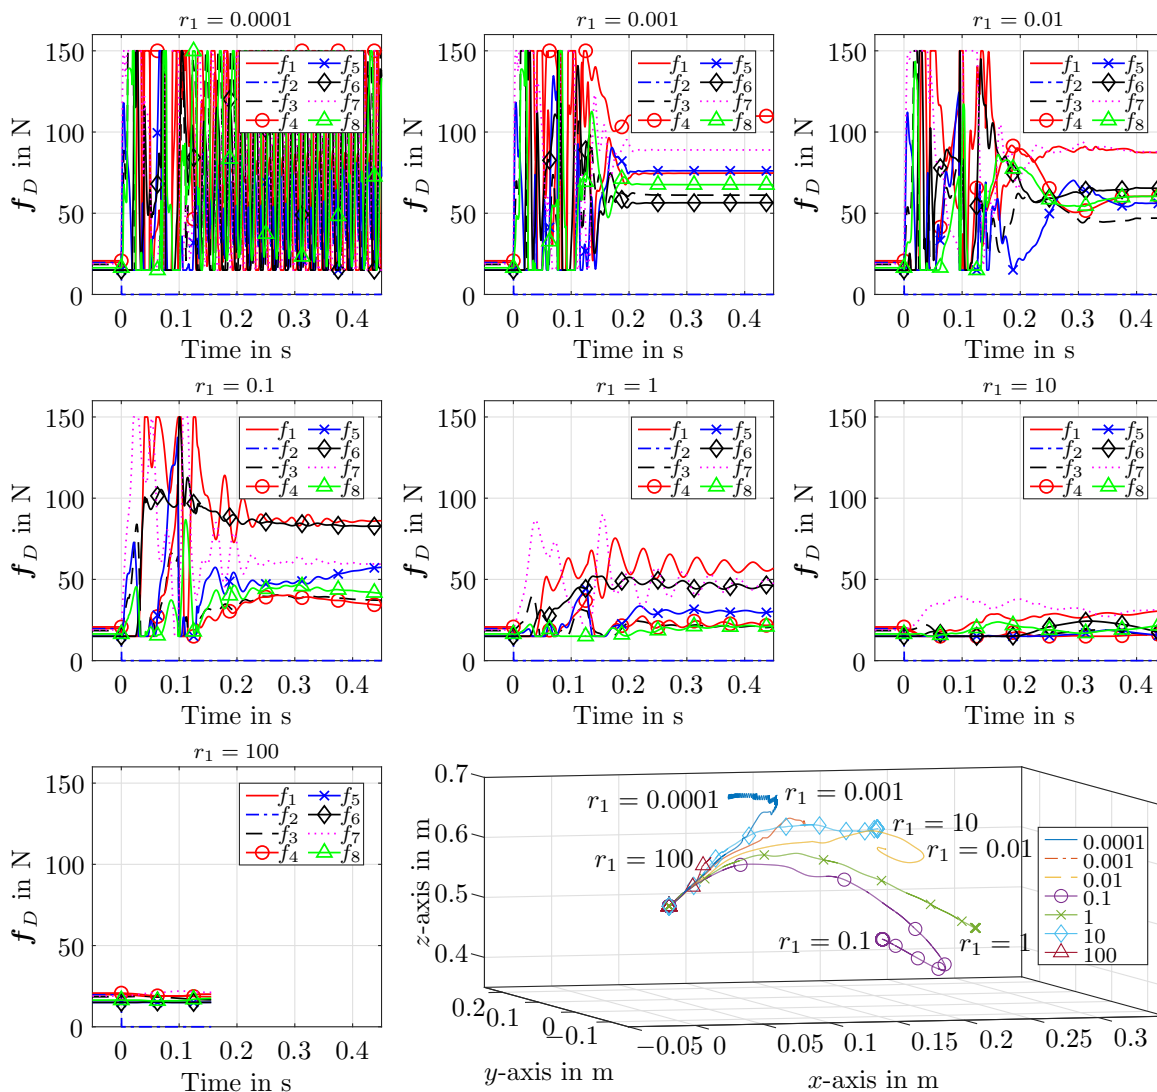 r₁ = 0.0001
r₁ = 0.001
r₁ = 0.01
150
100
50
0
f_D in N
f₁ f₅
f₂ f₆
f₃ f₇
f₄ f₈
0 0.1 0.2 0.3 0.4
Time in s
150
100
50
0
f_D in N
f₁ f₅
f₂ f₆
f₃ f₇
f₄ f₈
0 0.1 0.2 0.3 0.4
Time in s
150
100
50
0
f_D in N
f₁ f₅
f₂ f₆
f₃ f₇
f₄ f₈
0 0.1 0.2 0.3 0.4
Time in s
r₁ = 0.1
r₁ = 1
r₁ = 10
150
100
50
0
f_D in N
f₁ f₅
f₂ f₆
f₃ f₇
f₄ f₈
0 0.1 0.2 0.3 0.4
Time in s
150
100
50
0
f_D in N
f₁ f₅
f₂ f₆
f₃ f₇
f₄ f₈
0 0.1 0.2 0.3 0.4
Time in s
150
100
50
0
f_D in N
f₁ f₅
f₂ f₆
f₃ f₇
f₄ f₈
0 0.1 0.2 0.3 0.4
Time in s
r₁ = 100
150
100
50
0
f_D in N
f₁ f₅
f₂ f₆
f₃ f₇
f₄ f₈
0 0.1 0.2 0.3 0.4
Time in s
0.7
0.6
0.5
0.4
z-axis in m
r₁ = 0.0001
r₁ = 0.001
r₁ = 10
r₁ = 0.01
r₁ = 100
r₁ = 0.1
r₁ = 1
0.0001
0.001
0.01
0.1
1
10
100
0.2
0.1
0
−0.1
y-axis in m
−0.05 0 0.05 0.1 0.15 0.2 0.25 0.3
x-axis in m